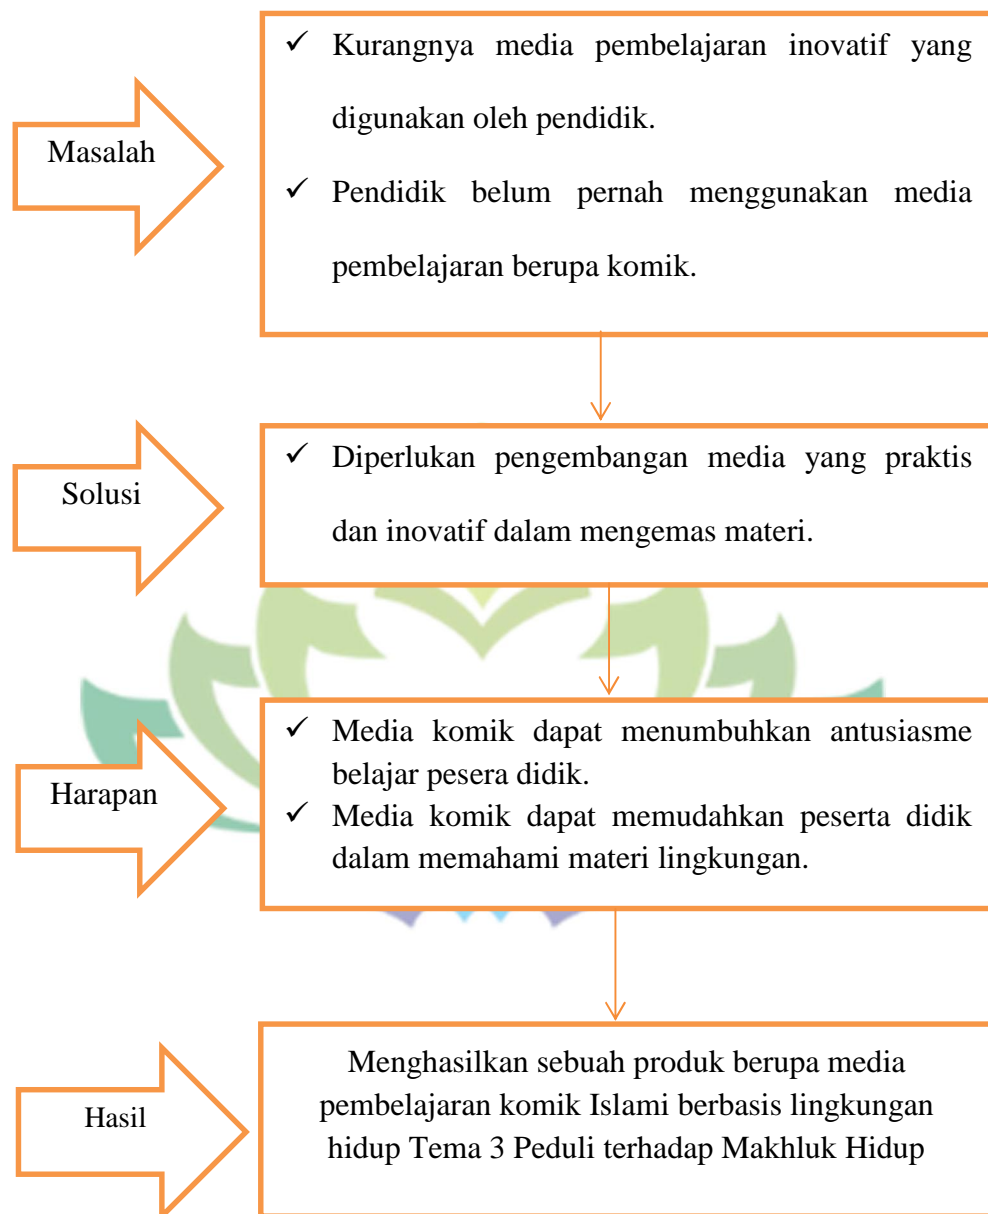 Masalah
✓ Kurangnya media pembelajaran inovatif yang
digunakan oleh pendidik.
✓ Pendidik belum pernah menggunakan media
pembelajaran berupa komik.
Solusi
✓ Diperlukan pengembangan media yang praktis
dan inovatif dalam mengemas materi.
Harapan
✓ Media komik dapat menumbuhkan antusiasme
belajar pesera didik.
✓ Media komik dapat memudahkan peserta didik
dalam memahami materi lingkungan.
Hasil
Menghasilkan sebuah produk berupa media
pembelajaran komik Islami berbasis lingkungan
hidup Tema 3 Peduli terhadap Makhluk Hidup